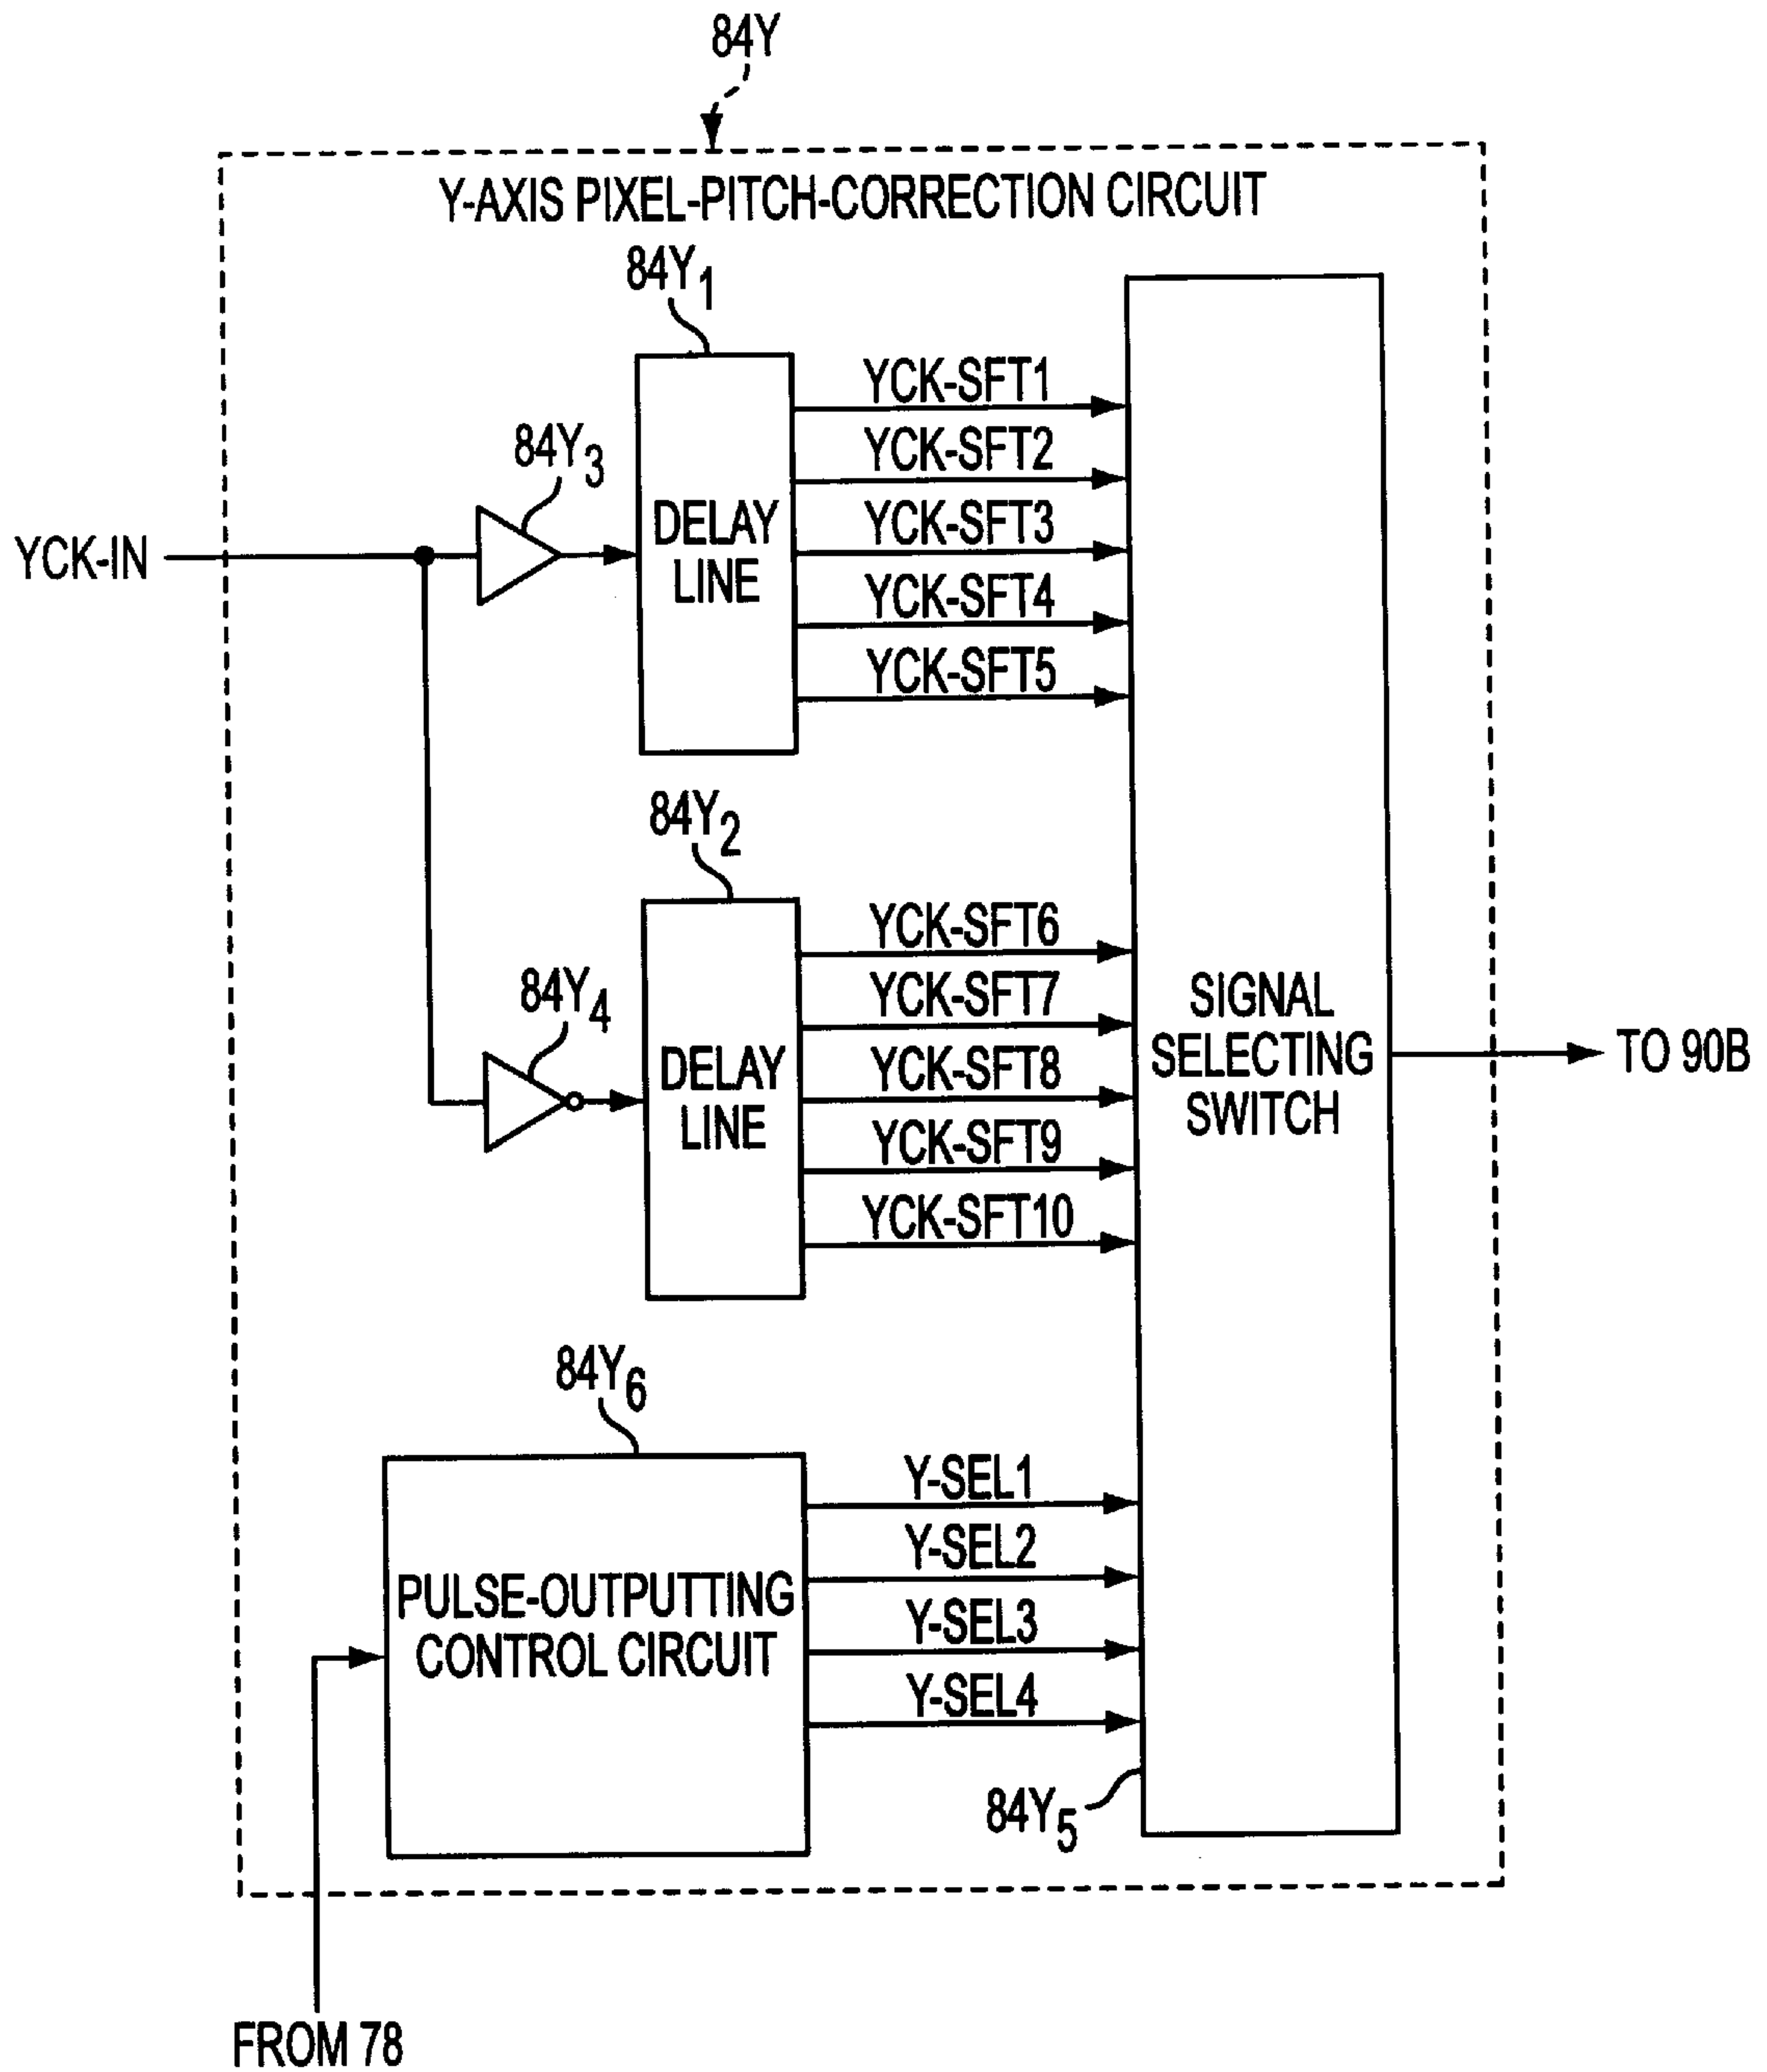 84Y
Y-AXIS PIXEL-PITCH-CORRECTION CIRCUIT
84Y1
YCK-SFT1
YCK-SFT2
84Y3
DELAY
LINE
YCK-SFT3
YCK-IN
YCK-SFT4
YCK-SFT5
84Y2
YCK-SFT6
YCK-SFT7
84Y4
DELAY
LINE
YCK-SFT8
YCK-SFT9
YCK-SFT10
SIGNAL
SELECTING
SWITCH
TO 90B
84Y6
Y-SEL1
Y-SEL2
PULSE-OUTPUTTING
CONTROL CIRCUIT
Y-SEL3
Y-SEL4
84Y5
FROM 78